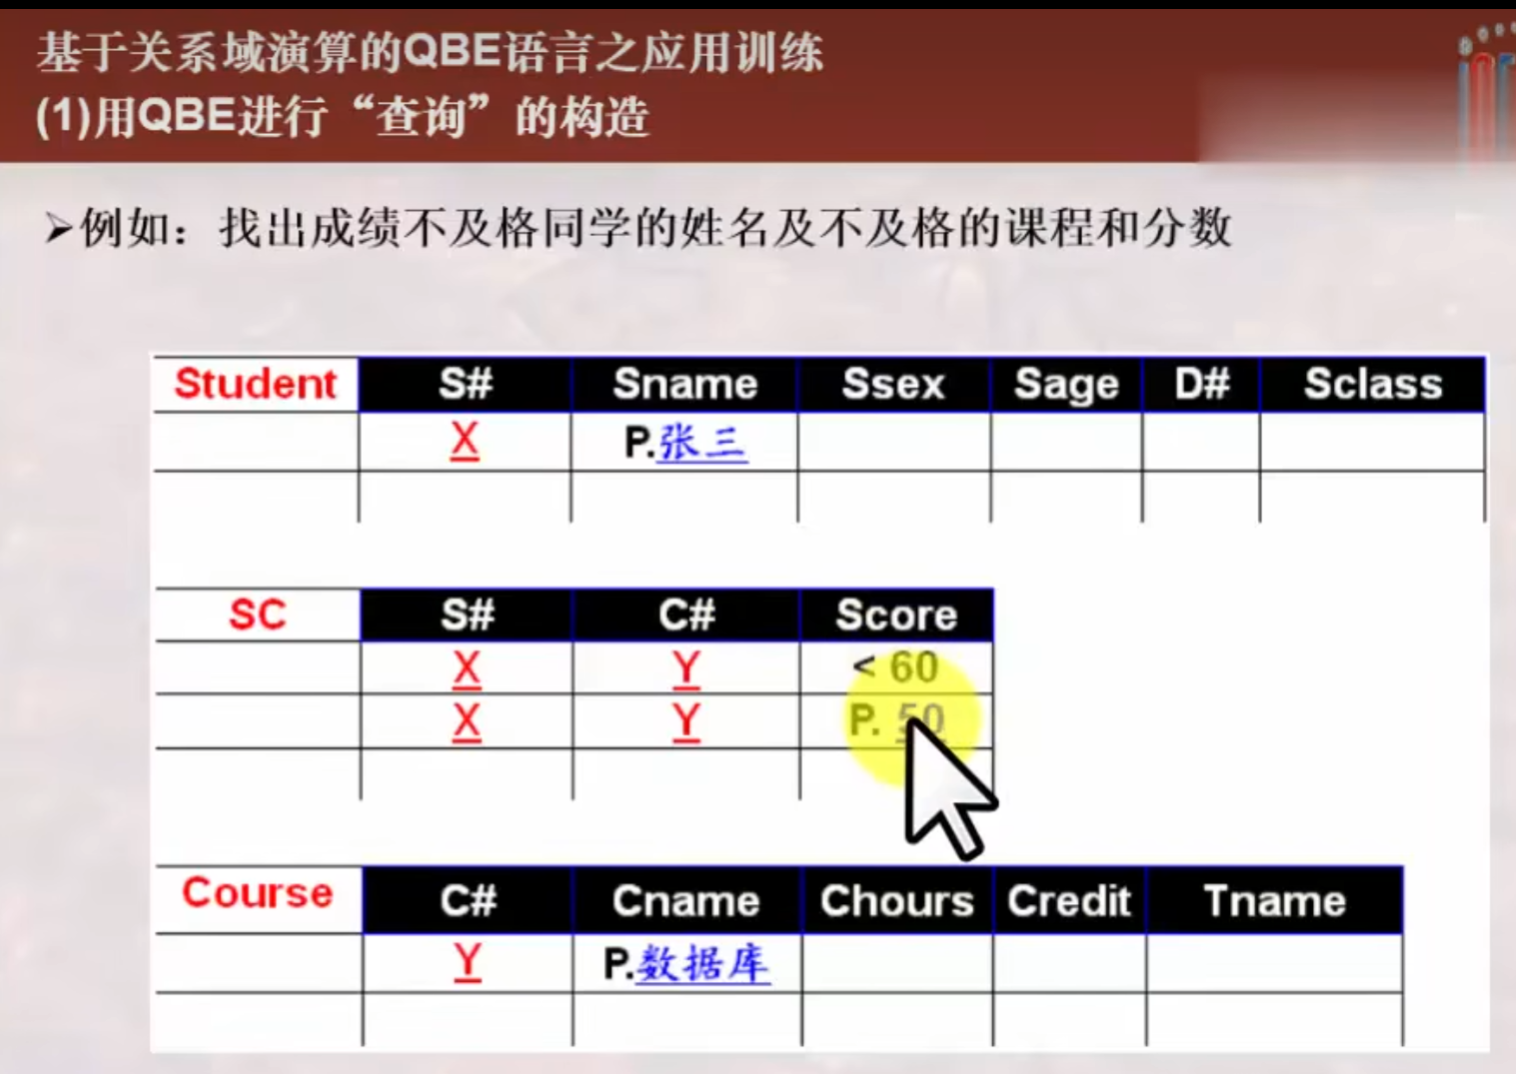 基于关系域演算的QBE语言之应用训练
(1)用QBE进行“查询”的构造
➢例如：找出成绩不及格同学的姓名及不及格的课程和分数
Student S# Sname Ssex Sage D# Sclass
X P.张三
SC S# C# Score
X Y < 60
X Y P. 50
Course C# Cname Chours Credit Tname
Y P.数据库